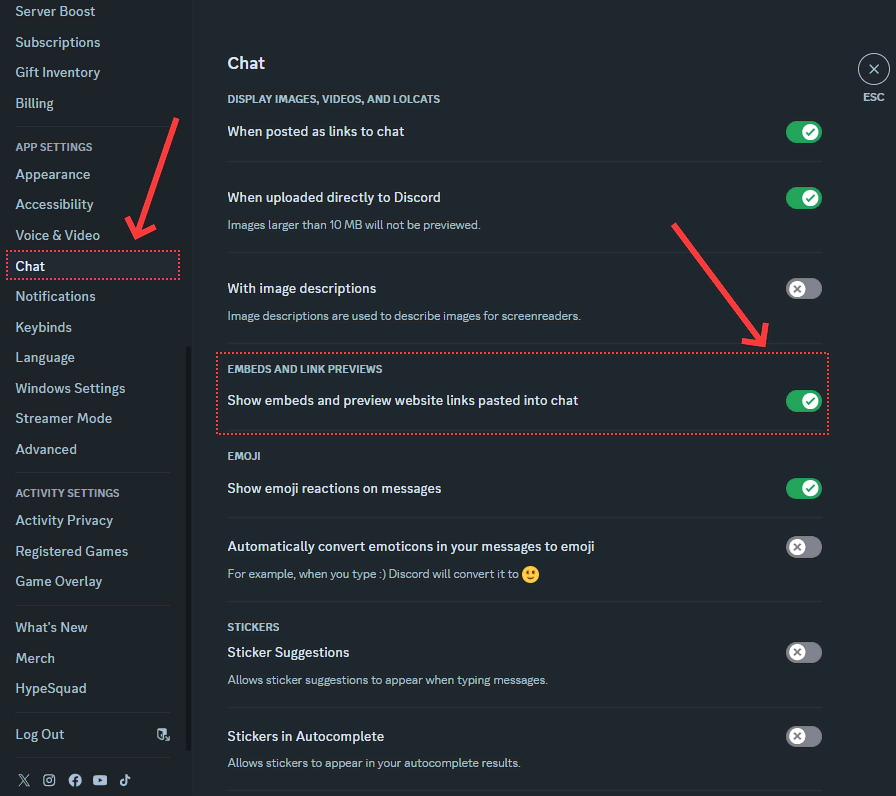 Server Boost
Subscriptions
Gift Inventory
Billing
APP SETTINGS
Appearance
Accessibility
Voice & Video
Chat
Notifications
Keybinds
Language
Windows Settings
Streamer Mode
Advanced
ACTIVITY SETTINGS
Activity Privacy
Registered Games
Game Overlay
What's New
Merch
HypeSquad
Log Out
Chat
ESC
DISPLAY IMAGES, VIDEOS, AND LOLCATS
When posted as links to chat
When uploaded directly to Discord
Images larger than 10 MB will not be previewed.
With image descriptions
Image descriptions are used to describe images for screenreaders.
EMBEDS AND LINK PREVIEWS
Show embeds and preview website links pasted into chat
EMOJI
Show emoji reactions on messages
Automatically convert emoticons in your messages to emoji
For example, when you type :) Discord will convert it to 🙂
STICKERS
Sticker Suggestions
Allows sticker suggestions to appear when typing messages.
Stickers in Autocomplete
Allows stickers to appear in your autocomplete results.